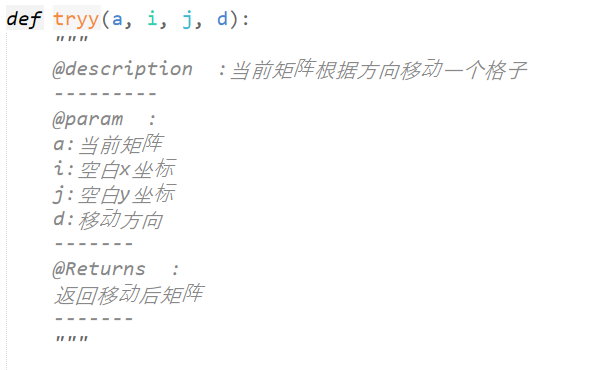 def tryy(a, i, j, d):
"""
@description  :当前矩阵根据方向移动一个格子
---------
@param  :
a:当前矩阵
i:空白x坐标
j:空白y坐标
d:移动方向
-------
@Returns  :
返回移动后矩阵
-------
"""